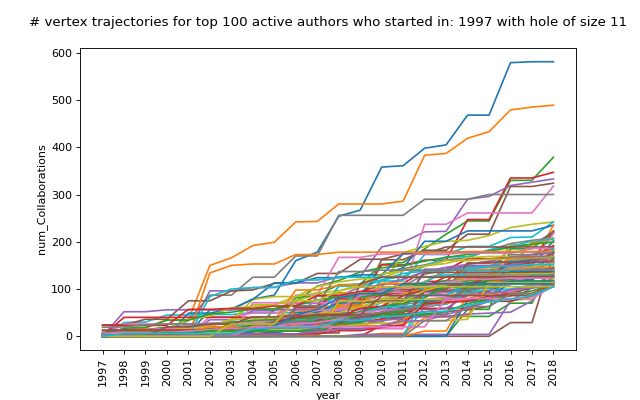 # vertex trajectories for top 100 active authors who started in: 1997 with hole of size 11
600
500
400
300
200
100
0
num_Collaborations
1997 1998 1999 2000 2001 2002 2003 2004 2005 2006 2007 2008 2009 2010 2011 2012 2013 2014 2015 2016 2017 2018
year